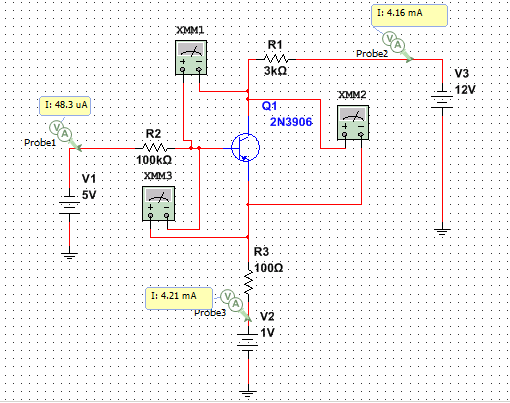 I: 4.16 mA
XMM1
R1
3kΩ
Probe2
V3
12V
XMM2
I: 48.3 uA
Q1
2N3906
V
A
V
A
Probe1
R2
100kΩ
XMM3
V1
5V
R3
100Ω
I: 4.21 mA
V
A
Probe3
V2
1V